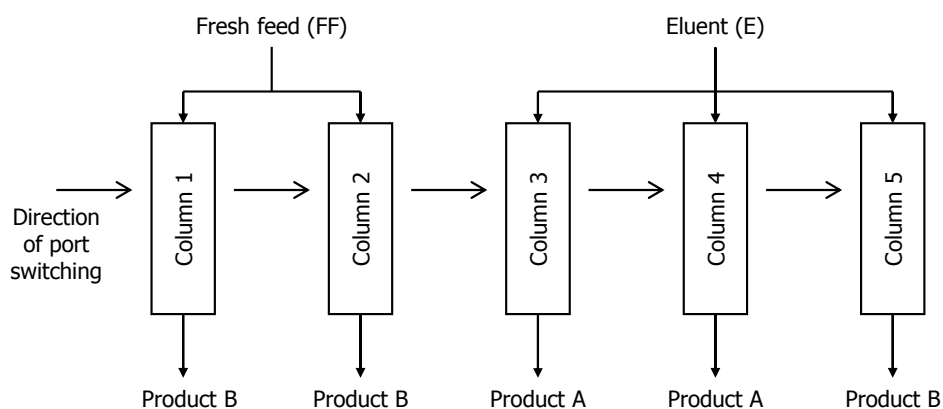 Fresh feed (FF)
Eluent (E)
Column 1
Column 2
Column 3
Column 4
Column 5
Direction
of port
switching
Product B
Product B
Product A
Product A
Product B